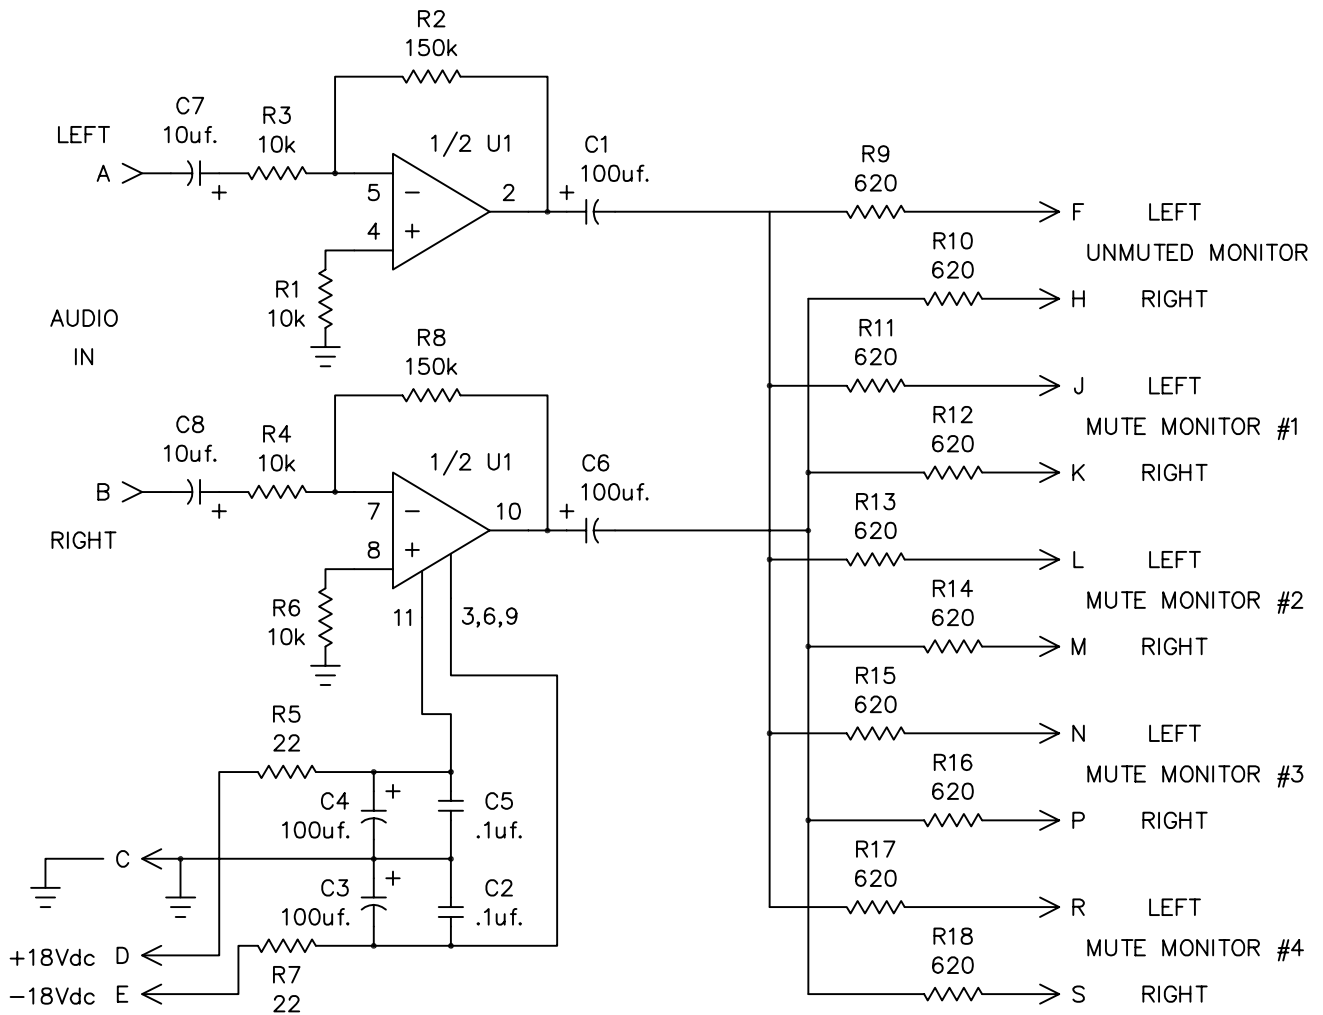 R2
150k
C7
10uf.
R3
10k
1/2 U1
C1
100uf.
LEFT
A
+
5
−
2
+
4
+
R1
10k
R9
620
F LEFT
UNMUTED MONITOR
R10
620
H RIGHT
AUDIO
IN
R8
150k
R11
620
J LEFT
MUTE MONITOR #1
C8
10uf.
R4
10k
1/2 U1
C6
100uf.
R12
620
K RIGHT
B
+
7
−
10
+
8
+
RIGHT
R13
620
L LEFT
MUTE MONITOR #2
R6
10k
11
3,6,9
R14
620
M RIGHT
R15
620
N LEFT
MUTE MONITOR #3
R5
22
C4
100uf.
+
C5
.1uf.
R16
620
P RIGHT
C
C3
100uf.
+
C2
.1uf.
R17
620
R LEFT
MUTE MONITOR #4
+18Vdc D
−18Vdc E
R7
22
R18
620
S RIGHT